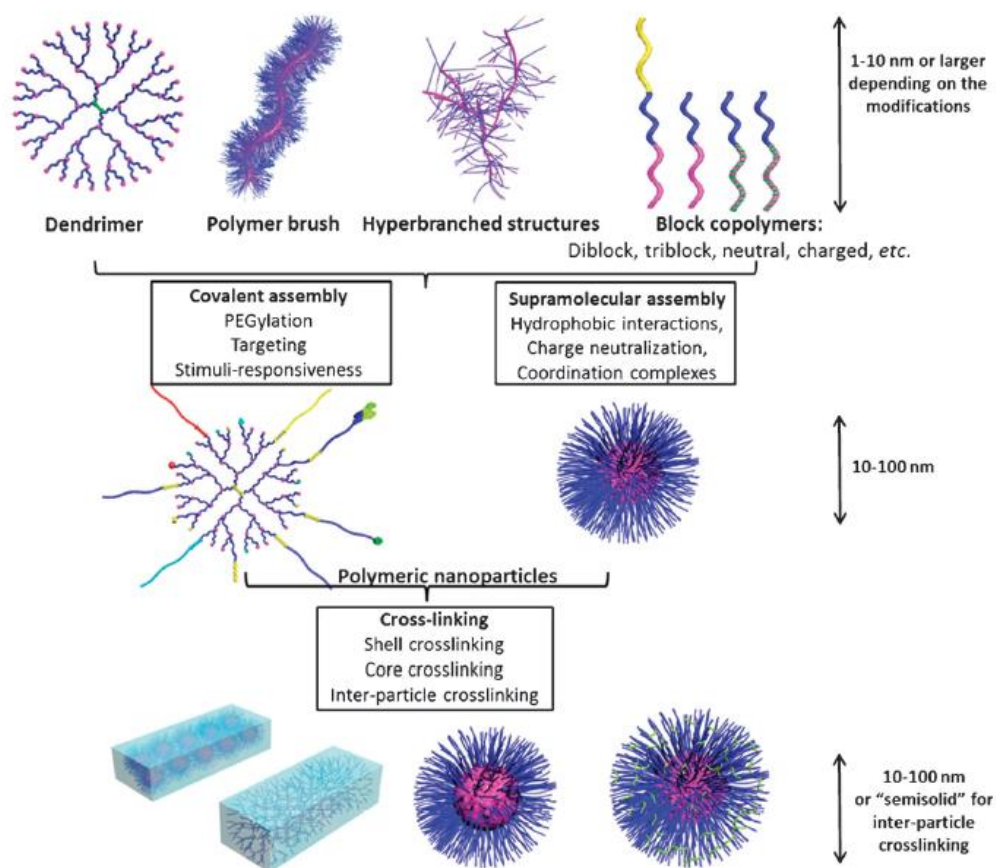 1-10 nm or larger
depending on the
modifications
Dendrimer
Polymer brush
Hyperbranched structures
Block copolymers:
Diblock, triblock, neutral, charged, etc.
Covalent assembly
PEGylation
Targeting
Stimuli-responsiveness
Supramolecular assembly
Hydrophobic interactions,
Charge neutralization,
Coordination complexes
10-100 nm
Polymeric nanoparticles
Cross-linking
Shell crosslinking
Core crosslinking
Inter-particle crosslinking
10-100 nm
or “semisolid” for
inter-particle
crosslinking